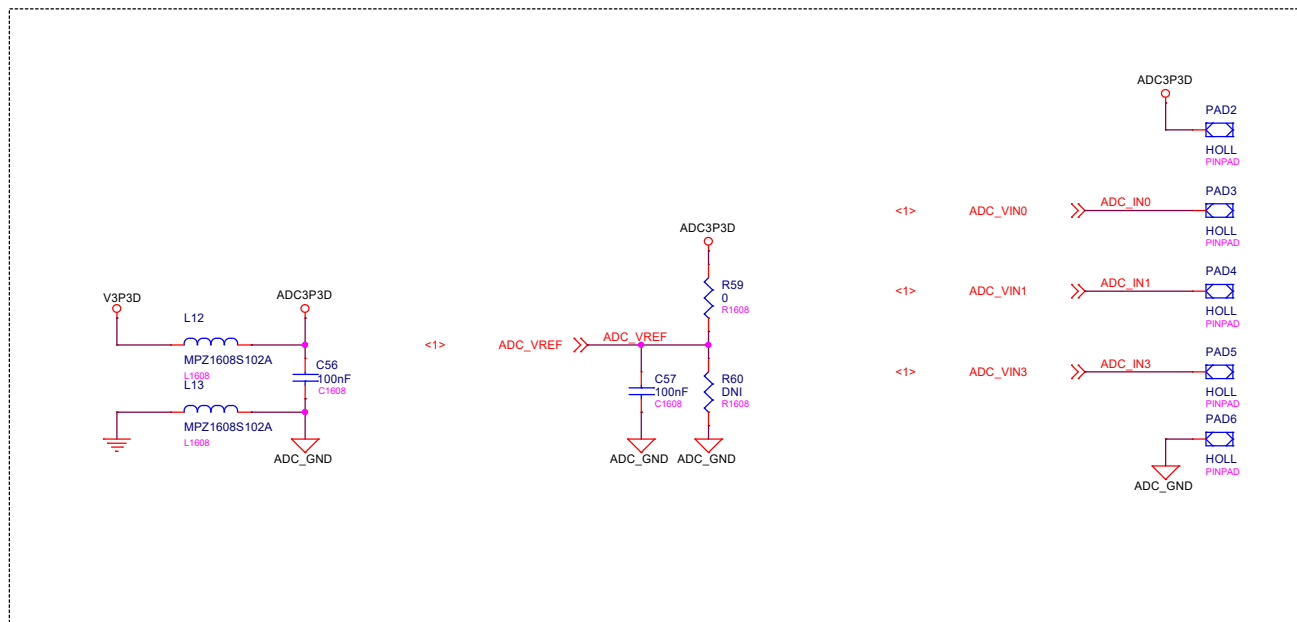 V3P3D
L12
MPZ1608S102A
L1608
L13
MPZ1608S102A
L1608
ADC3P3D
C56
100nF
C1608
ADC_GND
<1>
ADC_VREF
ADC_VREF
ADC3P3D
R59
0
R1608
C57
100nF
C1608
R60
DNI
R1608
ADC_GND
ADC_GND
ADC3P3D
PAD2
HOLL
PINPAD
<1>
ADC_VIN0
ADC_IN0
PAD3
HOLL
PINPAD
<1>
ADC_VIN1
ADC_IN1
PAD4
HOLL
PINPAD
<1>
ADC_VIN3
ADC_IN3
PAD5
HOLL
PINPAD
PAD6
HOLL
PINPAD
ADC_GND